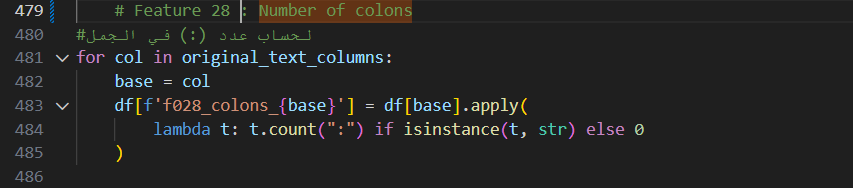 479 # Feature 28 : Number of colons
480 #لحساب عدد (:) في الجمل
481 for col in original_text_columns:
482 base = col
483 df[f'f028_colons_{base}'] = df[base].apply(
484 lambda t: t.count(":") if isinstance(t, str) else 0
485 )
486